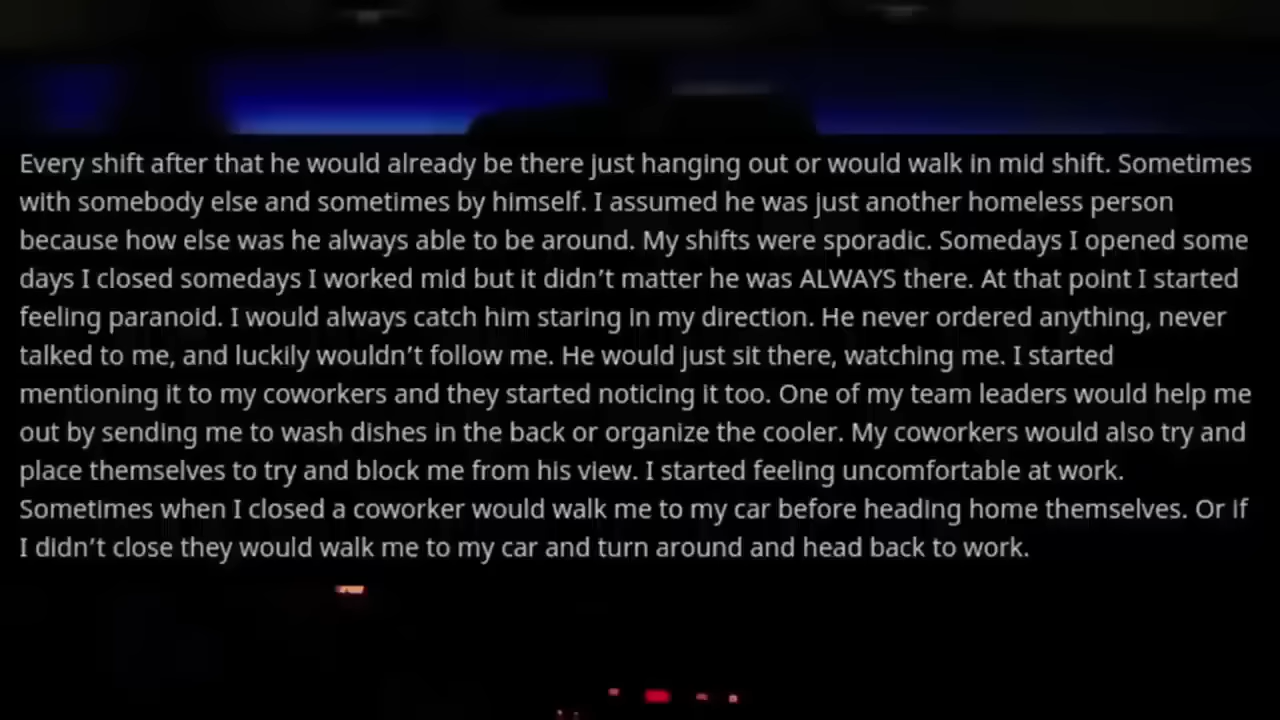 Every shift after that he would already be there just hanging out or would walk in mid shift. Sometimes
with somebody else and sometimes by himself. I assumed he was just another homeless person
because how else was he always able to be around. My shifts were sporadic. Somedays I opened some
days I closed somedays I worked mid but it didn’t matter he was ALWAYS there. At that point I started
feeling paranoid. I would always catch him staring in my direction. He never ordered anything, never
talked to me, and luckily wouldn’t follow me. He would just sit there, watching me. I started
mentioning it to my coworkers and they started noticing it too. One of my team leaders would help me
out by sending me to wash dishes in the back or organize the cooler. My coworkers would also try and
place themselves to try and block me from his view. I started feeling uncomfortable at work.
Sometimes when I closed a coworker would walk me to my car before heading home themselves. Or if
I didn’t close they would walk me to my car and turn around and head back to work.